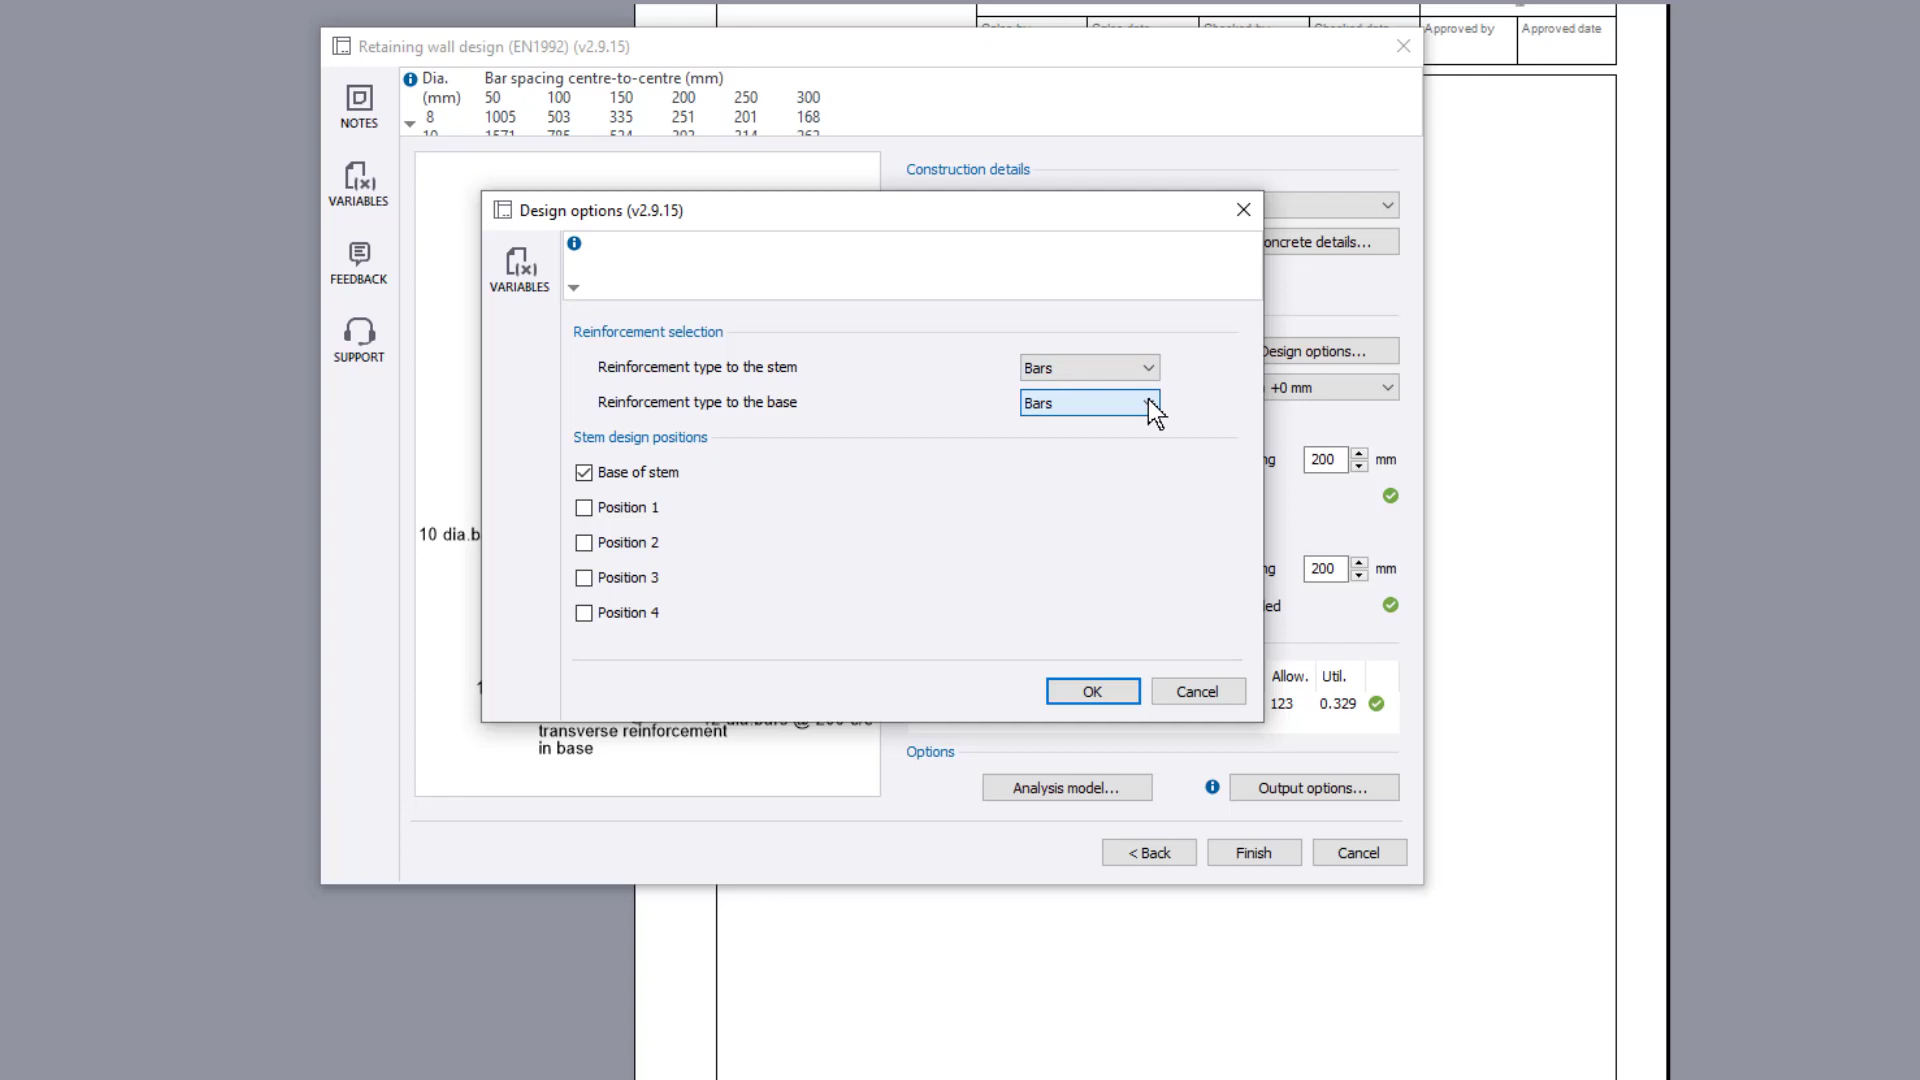 Approved by
Approved date
Retaining wall design (EN1992) (v2.9.15)
NOTES
VARIABLES
FEEDBACK
SUPPORT
Dia. Bar spacing centre-to-centre (mm)
(mm) 50 100 150 200 250 300
8 1005 503 335 251 201 168
Construction details
Design options (v2.9.15)
oncrete details...
VARIABLES
Reinforcement selection
Reinforcement type to the stem Bars
Design options...
+0 mm
Reinforcement type to the base Bars
Stem design positions
Base of stem
ng 200 mm
Position 1
10 dia.b
Position 2
Position 3
ng 200 mm
Position 4
led
OK
Cancel
Allow. Util.
123 0.329
transverse reinforcement
in base
Options
Analysis model...
Output options...
< Back
Finish
Cancel